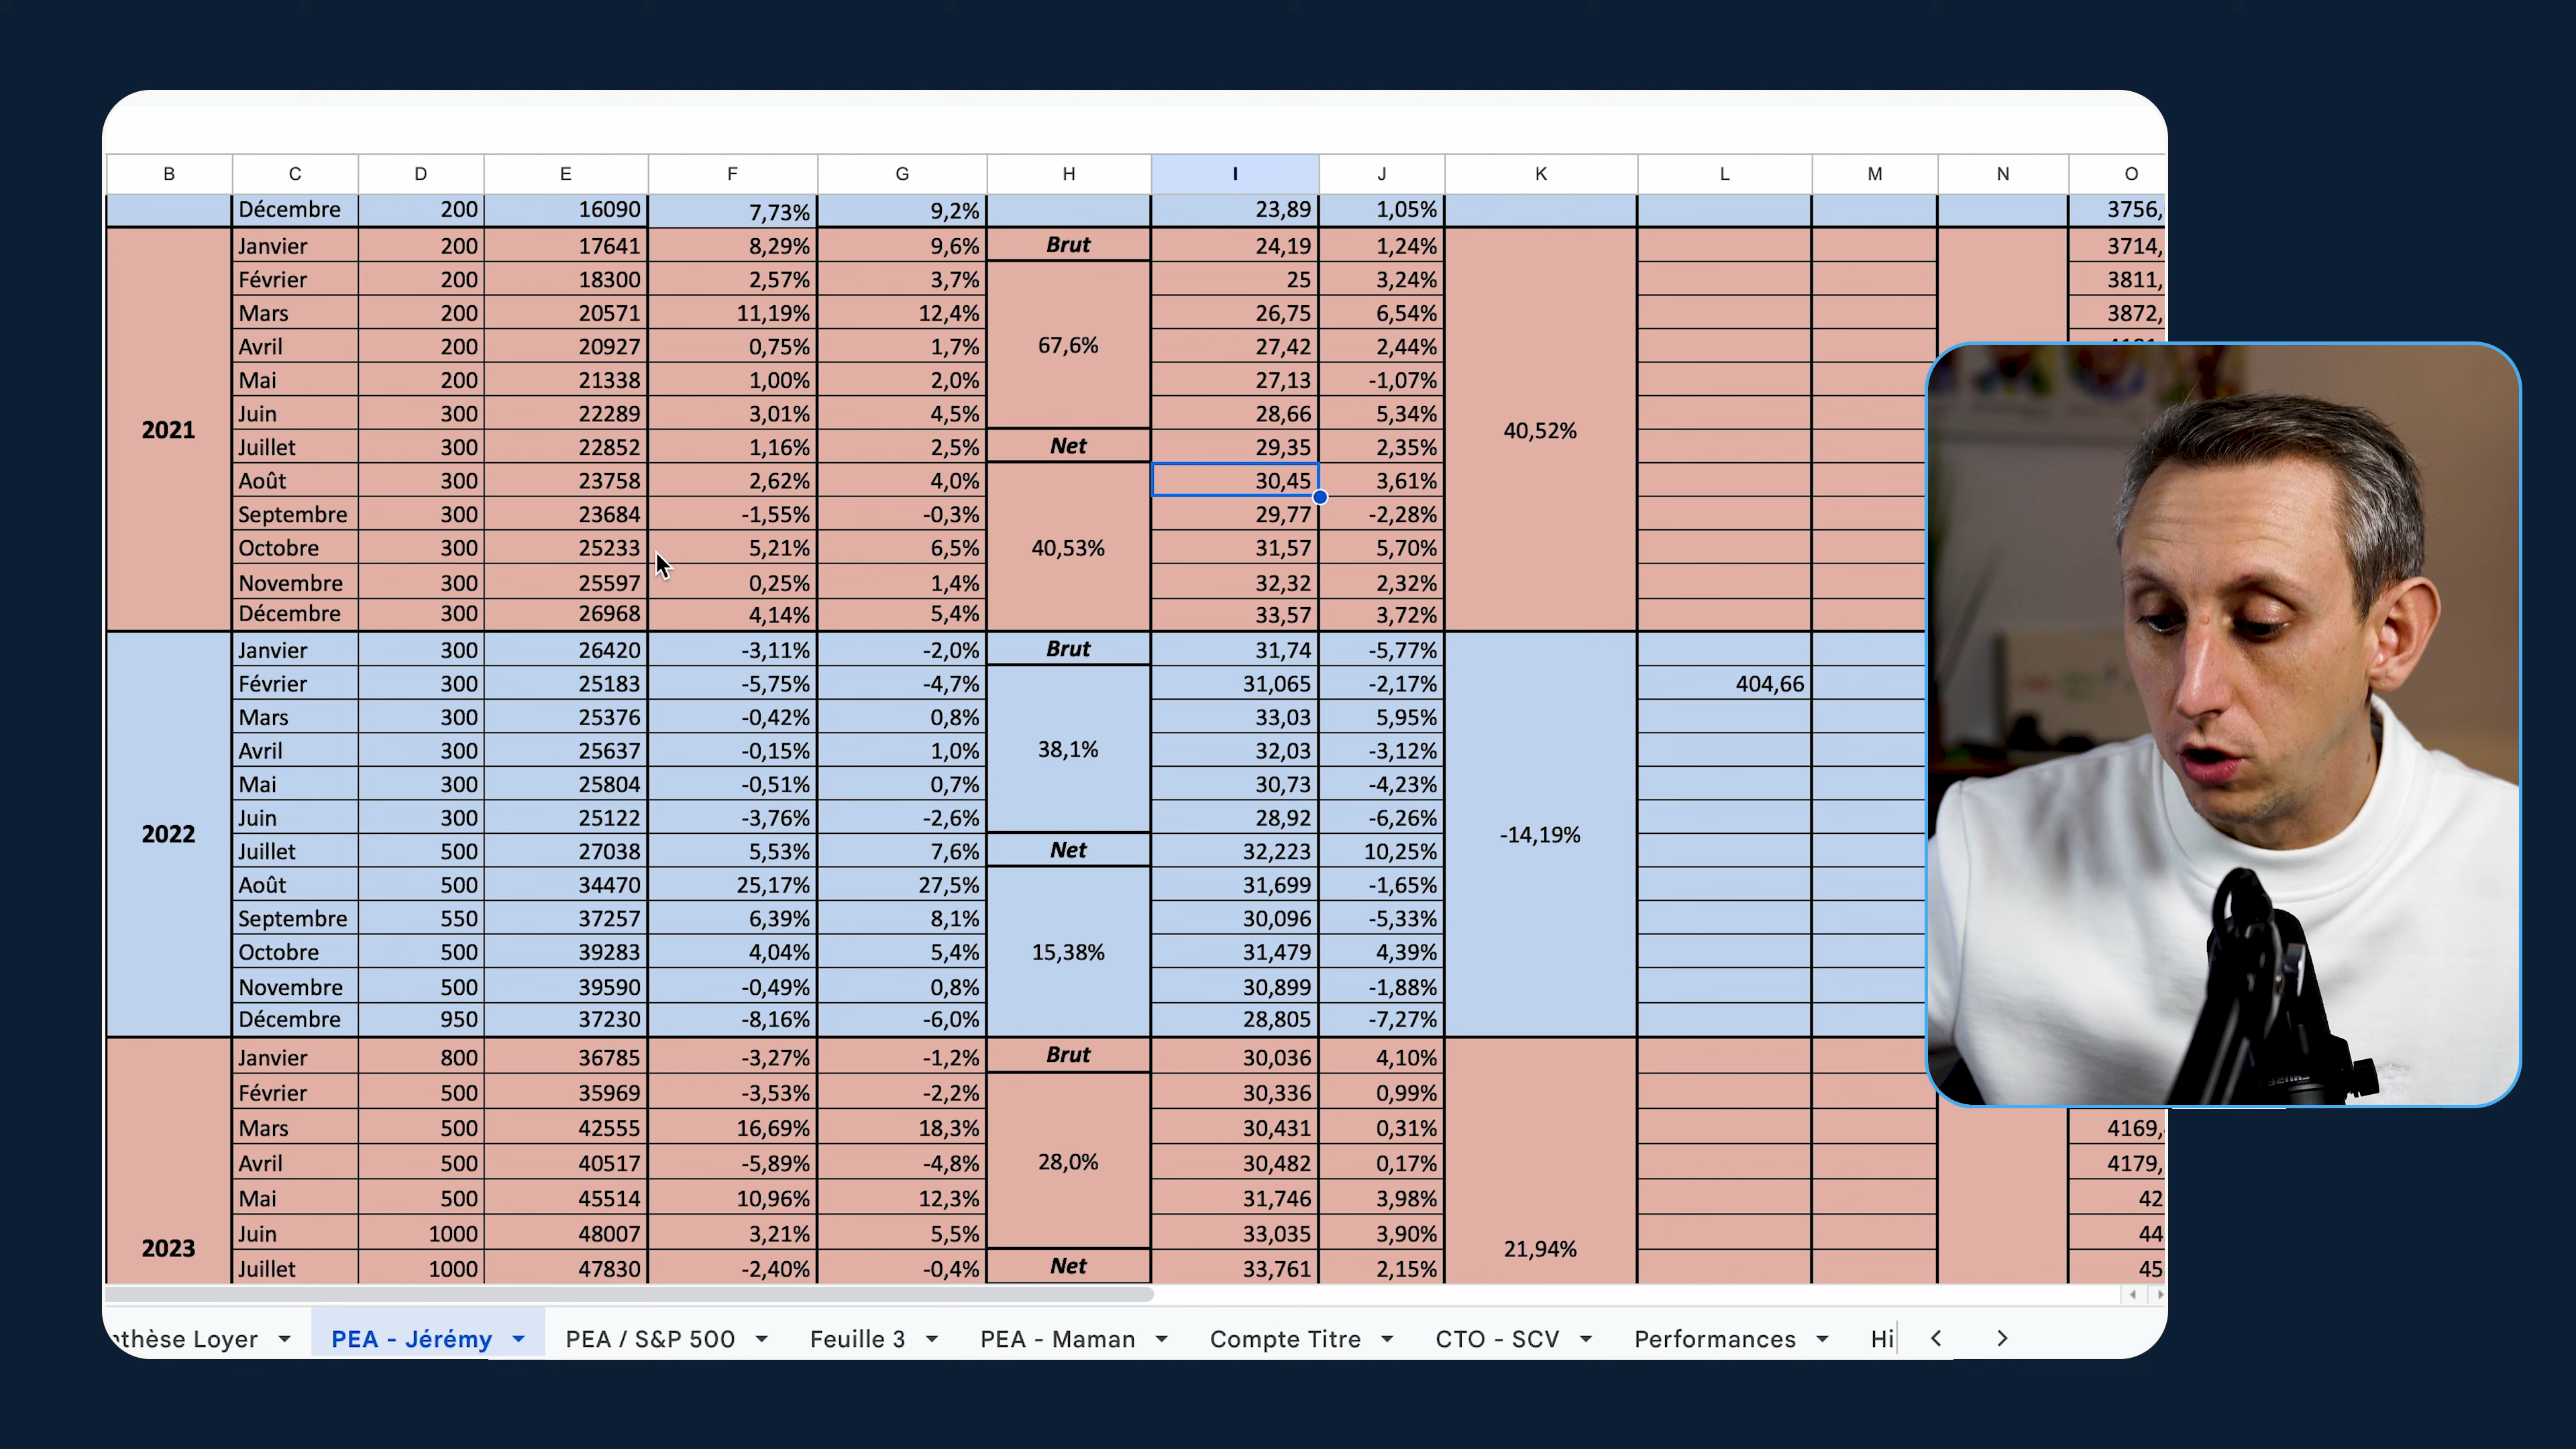 B C D E F G H I J K L M N O
Décembre 200 16090 7,73% 9,2% 23,89 1,05% 3756,
Janvier 200 17641 8,29% 9,6% Brut 24,19 1,24% 3714,
Février 200 18300 2,57% 3,7% 25 3,24% 3811,
Mars 200 20571 11,19% 12,4% 26,75 6,54% 3872,
Avril 200 20927 0,75% 1,7% 67,6% 27,42 2,44%
Mai 200 21338 1,00% 2,0% 27,13 -1,07%
Juin 300 22289 3,01% 4,5% 28,66 5,34%
2021 40,52%
Juillet 300 22852 1,16% 2,5% Net 29,35 2,35%
Août 300 23758 2,62% 4,0% 30,45 3,61%
Septembre 300 23684 -1,55% -0,3% 29,77 -2,28%
Octobre 300 25233 5,21% 6,5% 40,53% 31,57 5,70%
Novembre 300 25597 0,25% 1,4% 32,32 2,32%
Décembre 300 26968 4,14% 5,4% 33,57 3,72%
Janvier 300 26420 -3,11% -2,0% Brut 31,74 -5,77%
Février 300 25183 -5,75% -4,7% 31,065 -2,17% 404,66
Mars 300 25376 -0,42% 0,8% 33,03 5,95%
Avril 300 25637 -0,15% 1,0% 38,1% 32,03 -3,12%
Mai 300 25804 -0,51% 0,7% 30,73 -4,23%
Juin 300 25122 -3,76% -2,6% 28,92 -6,26%
2022 -14,19%
Juillet 500 27038 5,53% 7,6% Net 32,223 10,25%
Août 500 34470 25,17% 27,5% 31,699 -1,65%
Septembre 550 37257 6,39% 8,1% 30,096 -5,33%
Octobre 500 39283 4,04% 5,4% 15,38% 31,479 4,39%
Novembre 500 39590 -0,49% 0,8% 30,899 -1,88%
Décembre 950 37230 -8,16% -6,0% 28,805 -7,27%
Janvier 800 36785 -3,27% -1,2% Brut 30,036 4,10%
Février 500 35969 -3,53% -2,2% 30,336 0,99%
Mars 500 42555 16,69% 18,3% 30,431 0,31% 4169,
Avril 500 40517 -5,89% -4,8% 28,0% 30,482 0,17% 4179,
Mai 500 45514 10,96% 12,3% 31,746 3,98% 42
Juin 1000 48007 3,21% 5,5% 33,035 3,90% 44
2023 21,94%
Juillet 1000 47830 -2,40% -0,4% Net 33,761 2,15% 45
thèse Loyer PEA - Jérémy PEA / S&P 500 Feuille 3 PEA - Maman Compte Titre CTO - SCV Performances Hi